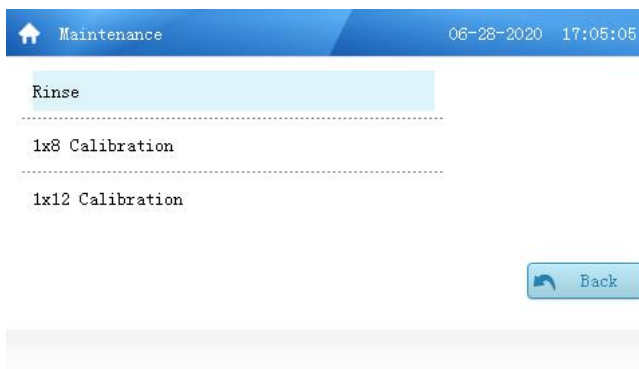 Maintenance 06-28-2020 17:05:05
Rinse
1x8 Calibration
1x12 Calibration
Back